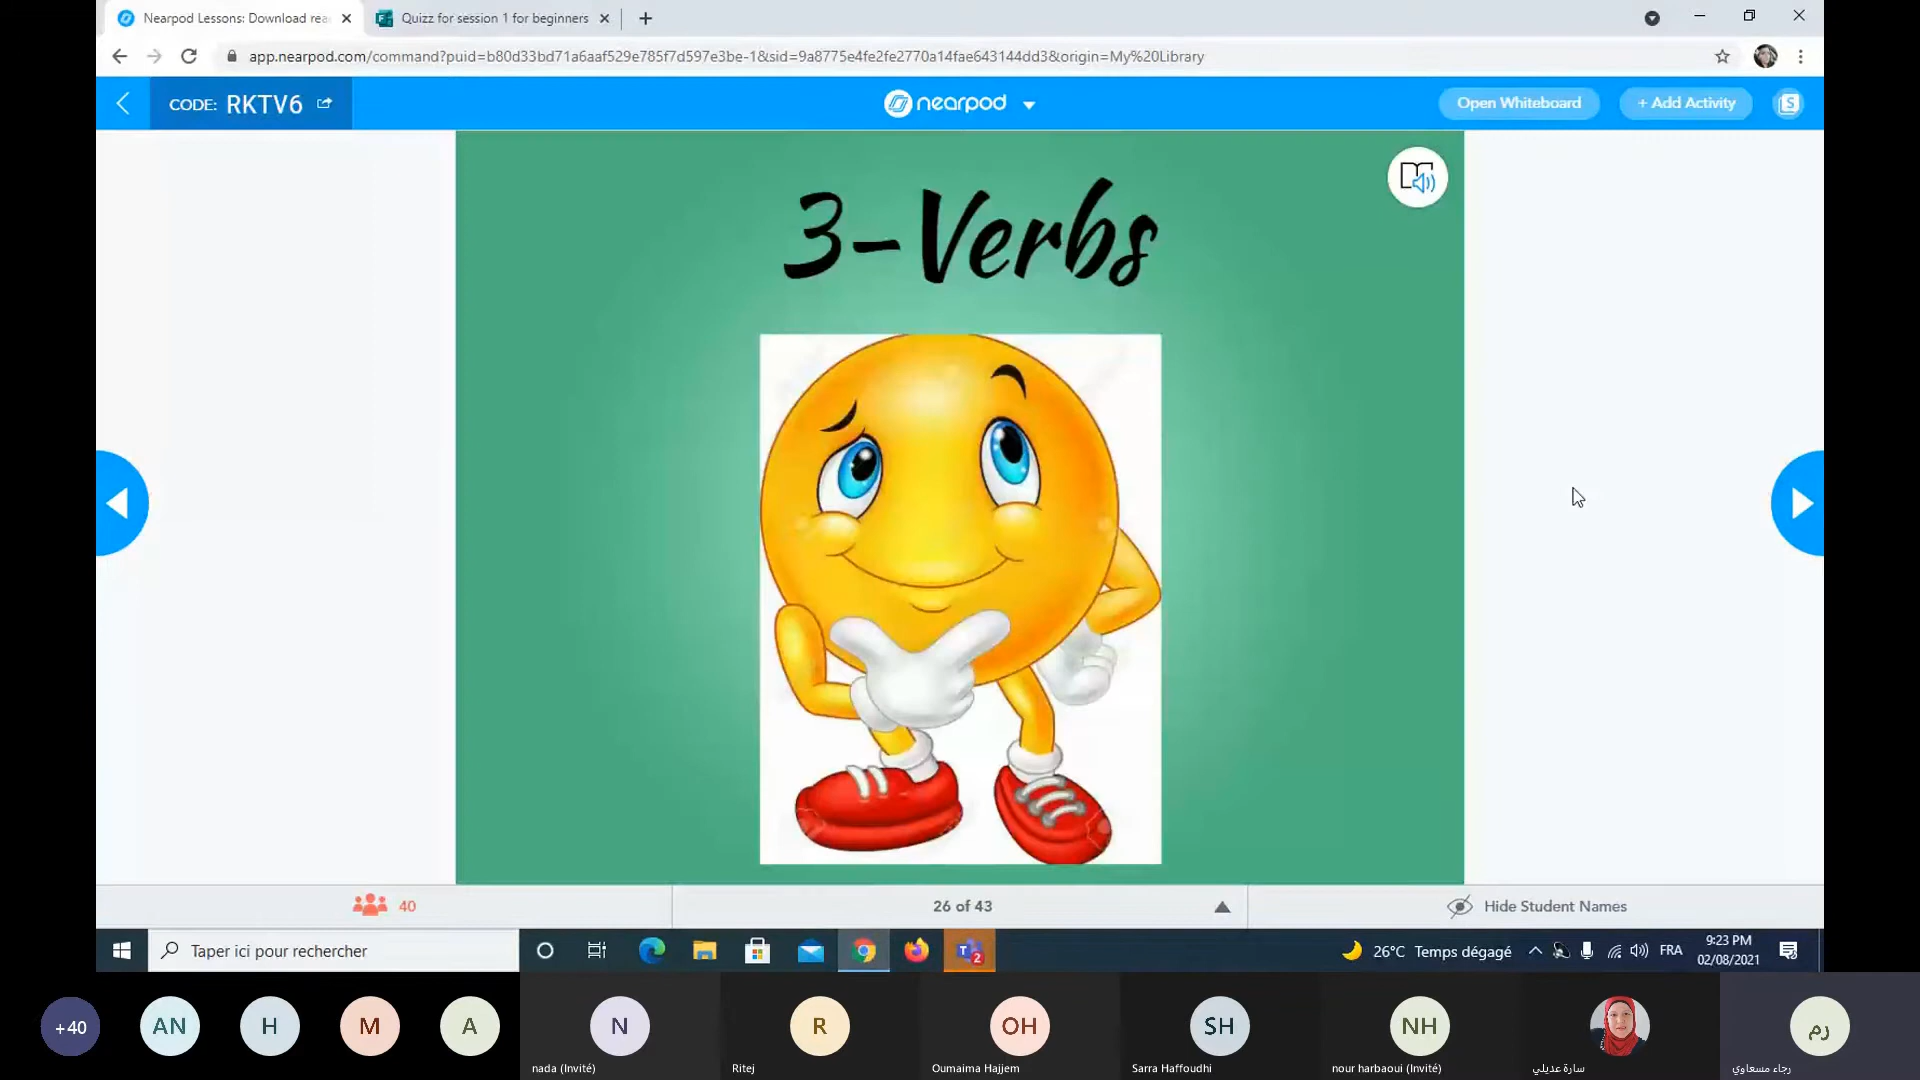 Nearpod Lessons: Download rea
Quizz for session 1 for beginners
app.nearpod.com/command?puid=b80d33bd71a6aaf529e785f7d597e3be-1&sid=9a8775e4fe2fe2770a14fae643144dd3&origin=My%20Library
CODE: RKTV6
nearpod
Open Whiteboard
+ Add Activity
S
3-Verbs
40
26 of 43
Hide Student Names
Taper ici pour rechercher
2
26°C Temps dégagé
FRA
9:23 PM
02/08/2021
+40
AN
H
M
A
N
R
OH
SH
NH
رم
nada (Invité)
Ritej
Oumaima Hajjem
Sarra Haffoudhi
nour harbaoui (Invité)
سارة عديلي
رجاء مسعاوي